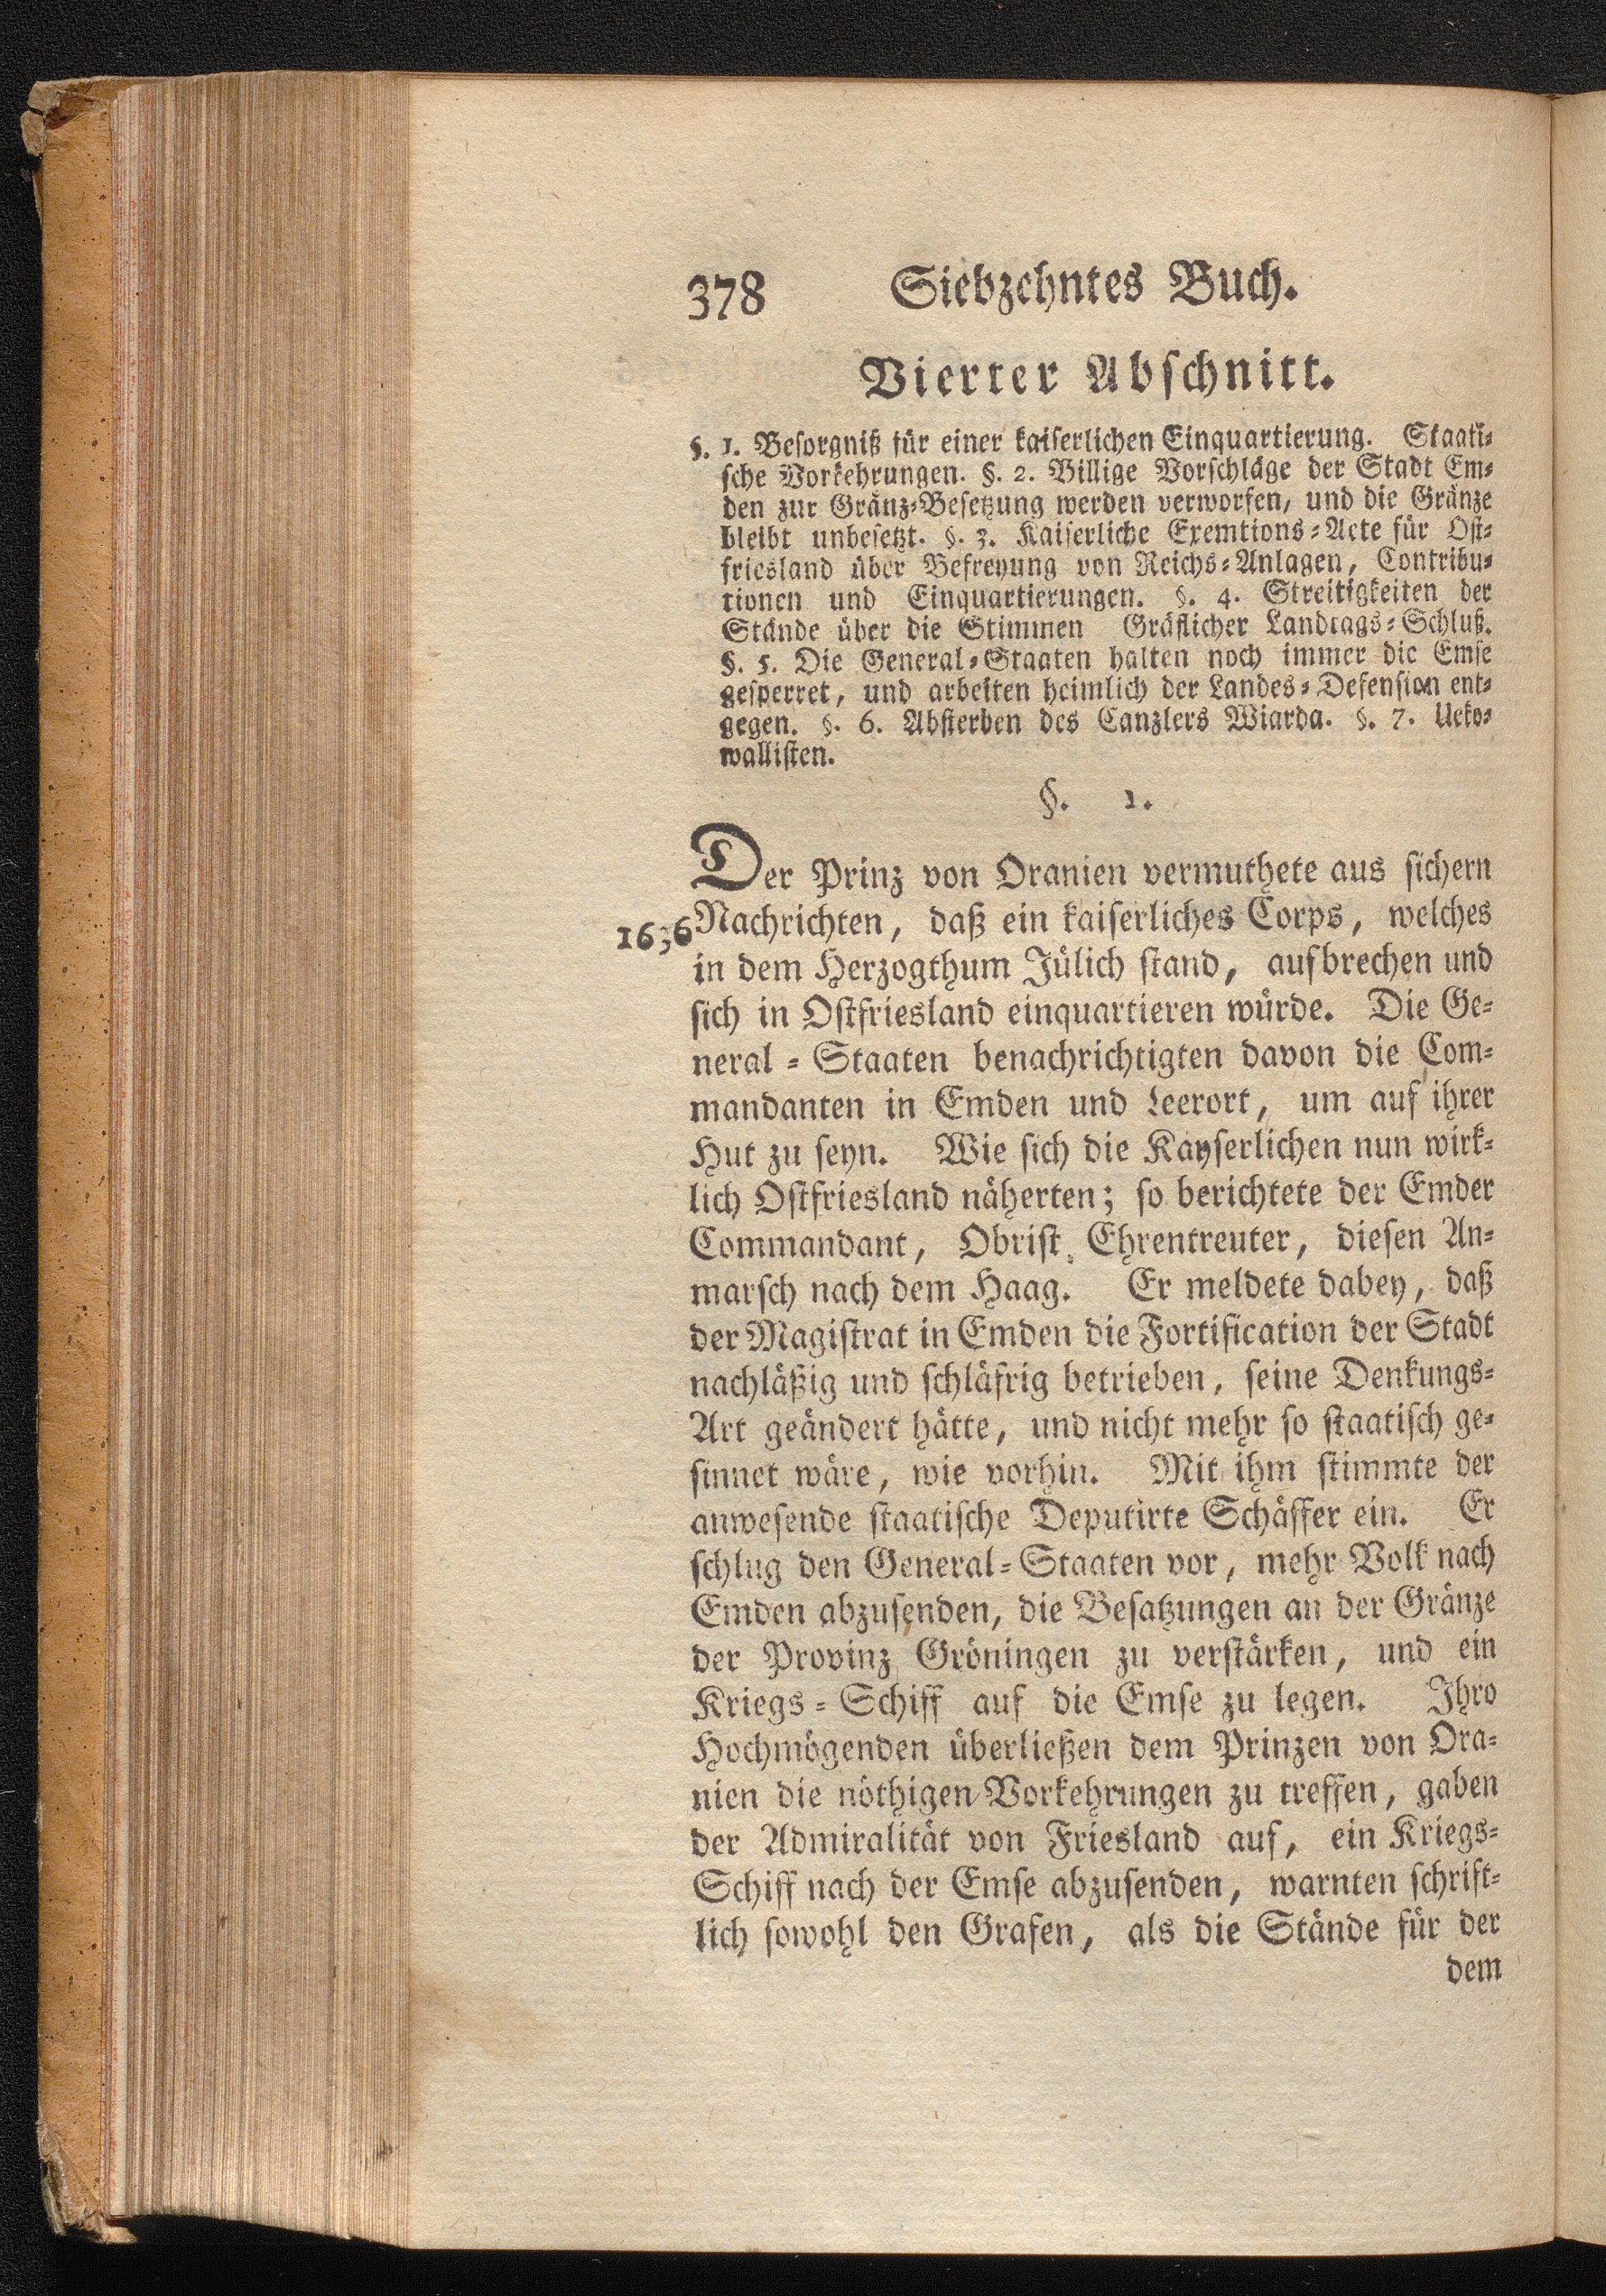 378 Siebzehntes Buch.
Vierter Abschnitt.
§. 1. Besorgniß für einer kaiserlichen Einquartierung. Staati-
sche Vorkehrungen. §. 2. Billige Vorschläge der Stadt Em-
den zur Gränz-Besetzung werden verworfen, und die Gränze
bleibt unbesetzt. §. 3. Kaiserliche Exemtions-Acte für Ost-
friesland über Befreyung von Reichs-Anlagen, Contribu-
tionen und Einquartierungen. §. 4. Streitigkeiten der
Stände über die Stimmen Gräflicher Landtags-Schluß.
§. 5. Die General-Staaten halten noch immer die Emse
gesperret, und arbeiten heimlich der Landes-Defension ent-
gegen. §. 6. Absterben des Canzlers Wiarda. §. 7. Ueko-
wallisten.
§. 1.
Der Prinz von Oranien vermuthete aus sichern
1636 Nachrichten, daß ein kaiserliches Corps, welches
in dem Herzogthum Jülich stand, aufbrechen und
sich in Ostfriesland einquartieren würde. Die Ge-
neral-Staaten benachrichtigten davon die Com-
mandanten in Emden und Leerort, um auf ihrer
Hut zu seyn. Wie sich die Kayserlichen nun wirk-
lich Ostfriesland näherten; so berichtete der Emder
Commandant, Obrist Ehrentreuter, diesen An-
marsch nach dem Haag. Er meldete dabey, daß
der Magistrat in Emden die Fortification der Stadt
nachläßig und schläfrig betrieben, seine Denkungs-
Art geändert hätte, und nicht mehr so staatisch ge-
sinnet wäre, wie vorhin. Mit ihm stimmte der
anwesende staatische Deputirte Schäffer ein. Er
schlug den General-Staaten vor, mehr Volk nach
Emden abzusenden, die Besatzungen an der Gränze
der Provinz Gröningen zu verstärken, und ein
Kriegs-Schiff auf die Emse zu legen. Ihro
Hochmögenden überließen dem Prinzen von Ora-
nien die nöthigen Vorkehrungen zu treffen, gaben
der Admiralität von Friesland auf, ein Kriegs-
Schiff nach der Emse abzusenden, warnten schrift-
lich sowohl den Grafen, als die Stände für der
dem